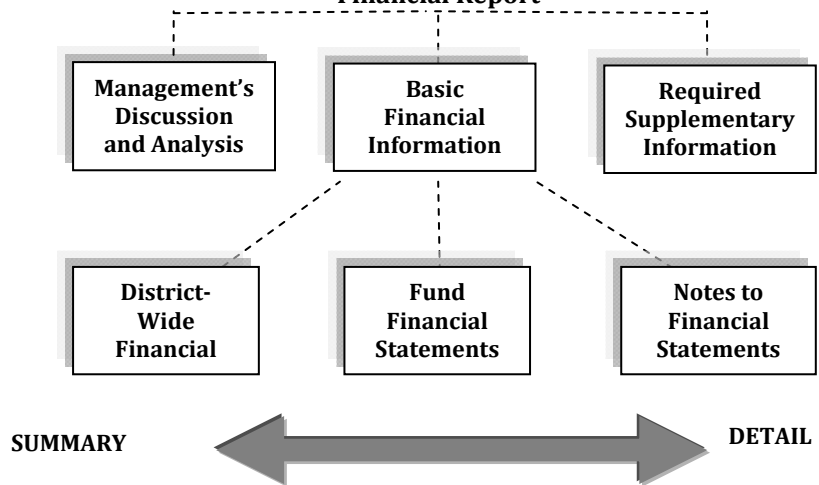 Financial Report
Management’s
Discussion
and Analysis
Basic
Financial
Information
Required
Supplementary
Information
District-
Wide
Financial
Fund
Financial
Statements
Notes to
Financial
Statements
SUMMARY
DETAIL